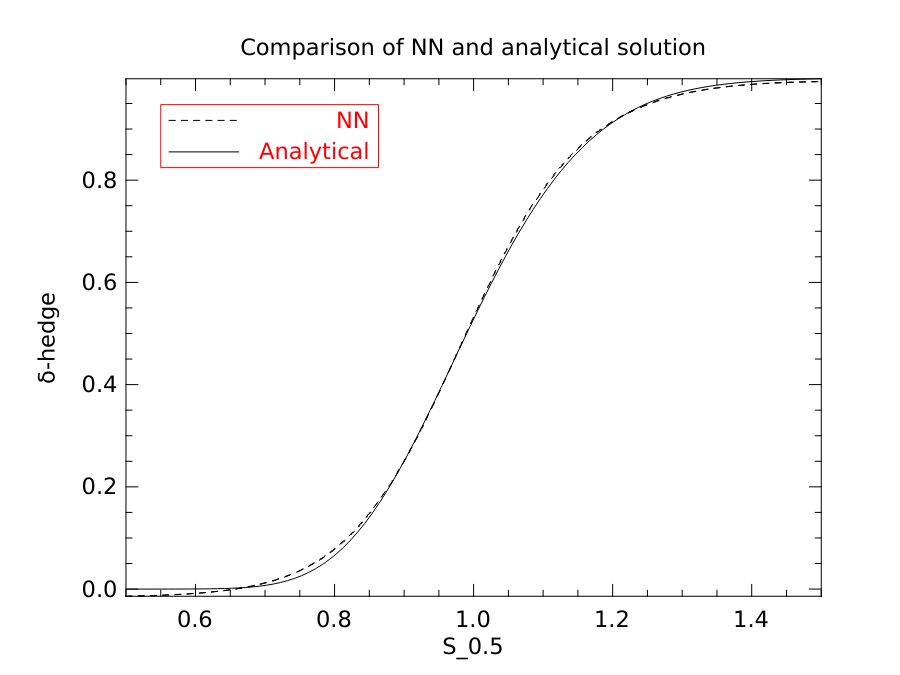 Comparison of NN and analytical solution
NN
Analytical
δ-hedge
0.8
0.6
0.4
0.2
0.0
0.6 0.8 1.0 1.2 1.4
S_0.5